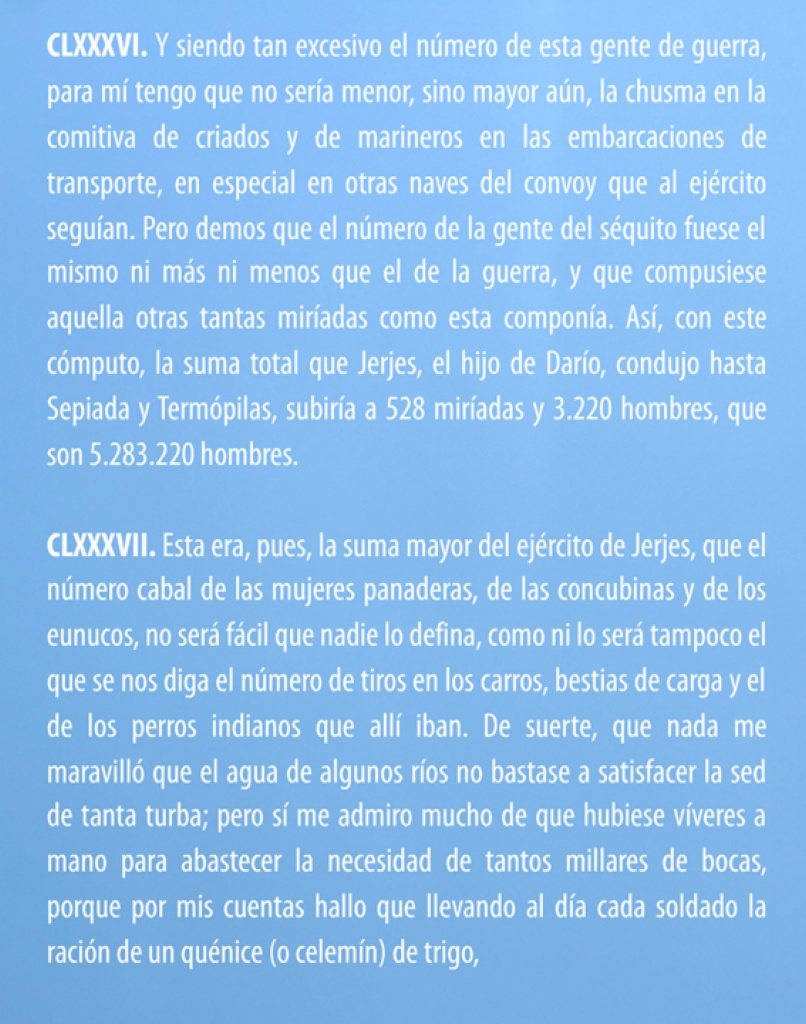 CLXXXVI. Y siendo tan excesivo el número de esta gente de guerra,
para mí tengo que no sería menor, sino mayor aún, la chusma en la
comitiva de criados y de marineros en las embarcaciones de
transporte, en especial en otras naves del convoy que al ejército
seguían. Pero demos que el número de la gente del séquito fuese el
mismo ni más ni menos que el de la guerra, y que compusiese
aquella otras tantas miríadas como esta componía. Así, con este
cómputo, la suma total que Jerjes, el hijo de Darío, condujo hasta
Sepiada y Termópilas, subiría a 528 miríadas y 3.220 hombres, que
son 5.283.220 hombres.
CLXXXVII. Esta era, pues, la suma mayor del ejército de Jerjes, que el
número cabal de las mujeres panaderas, de las concubinas y de los
eunucos, no será fácil que nadie lo defina, como ni lo será tampoco el
que se nos diga el número de tiros en los carros, bestias de carga y el
de los perros indianos que allí iban. De suerte, que nada me
maravilló que el agua de algunos ríos no bastase a satisfacer la sed
de tanta turba; pero sí me admiro mucho de que hubiese víveres a
mano para abastecer la necesidad de tantos millares de bocas,
porque por mis cuentas hallo que llevando al día cada soldado la
ración de un quénice (o celemín) de trigo,